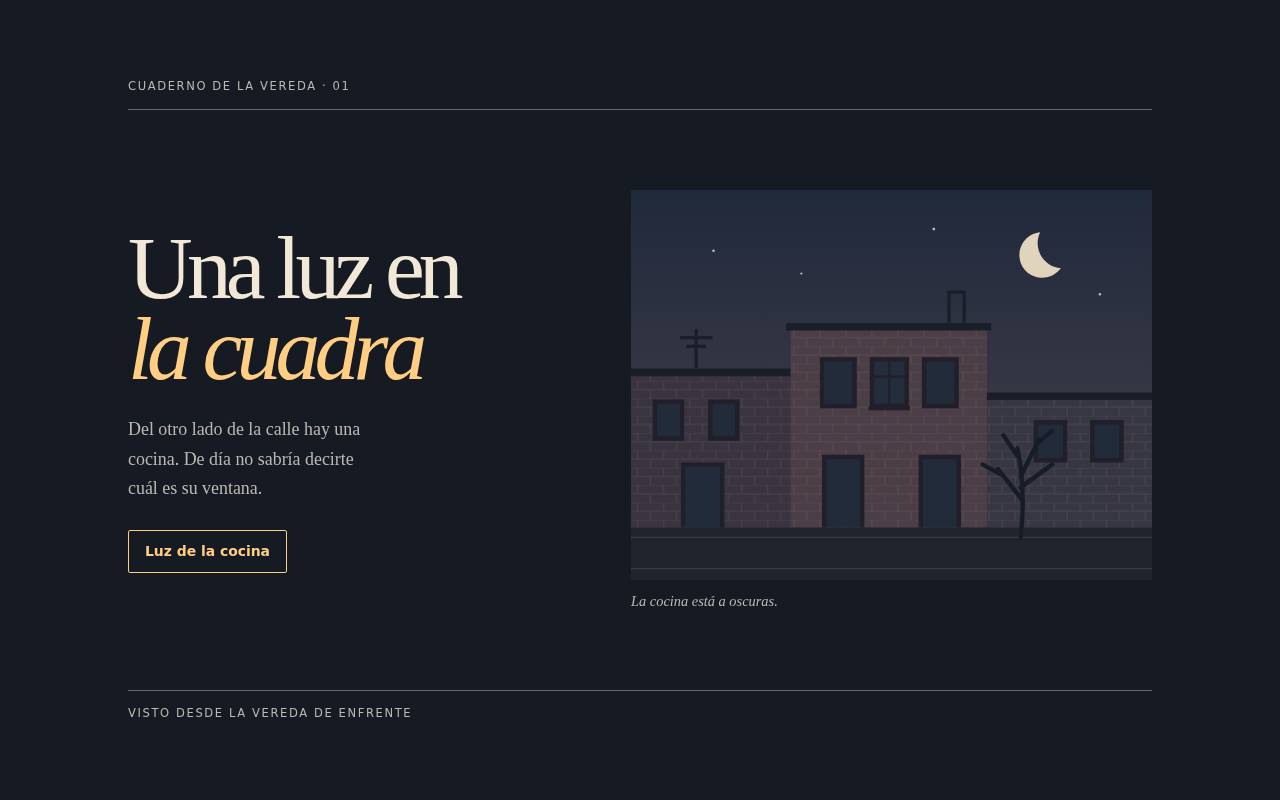 CUADERNO DE LA VEREDA · 01
Una luz en
la cuadra
Del otro lado de la calle hay una
cocina. De día no sabría decirte
cuál es su ventana.
Luz de la cocina
La cocina está a oscuras.
VISTO DESDE LA VEREDA DE ENFRENTE